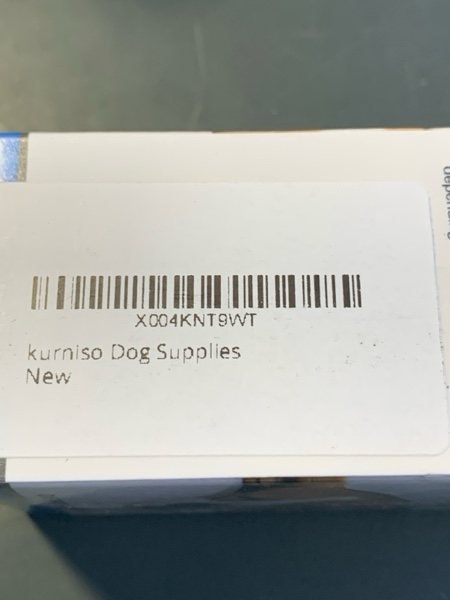 X004KNT9WT
kurniso Dog Supplies
New